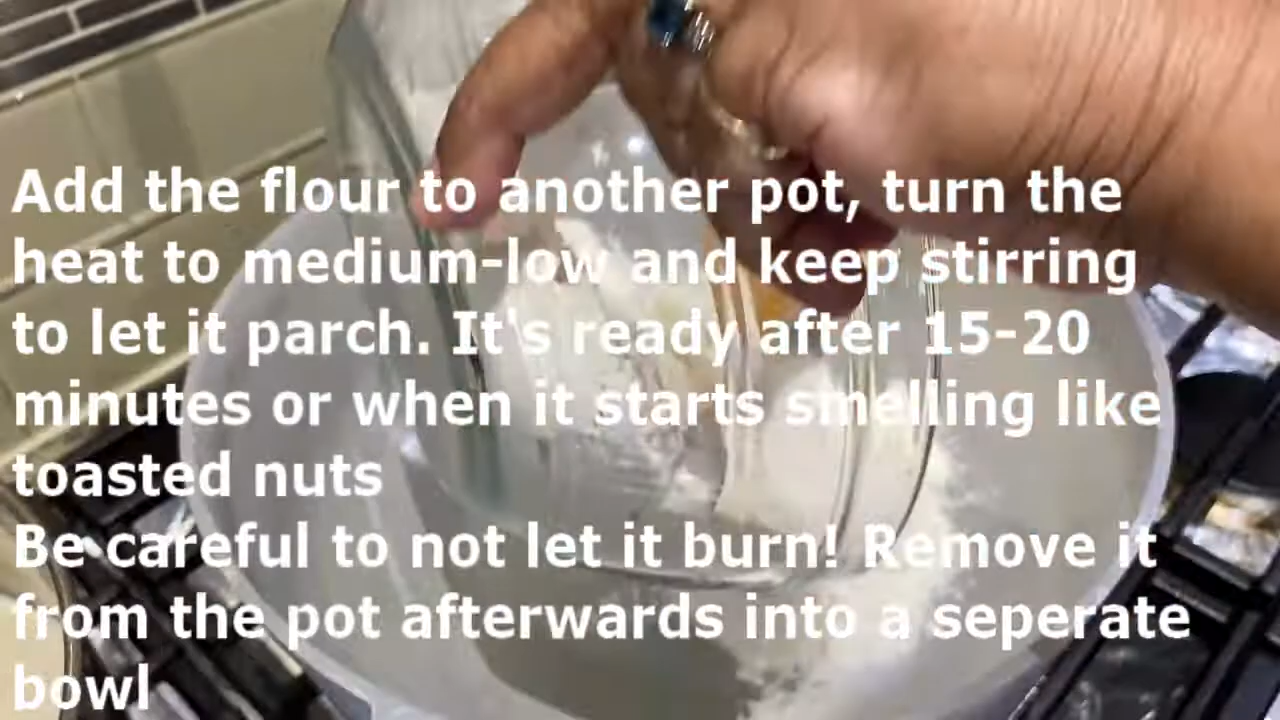 Add the flour to another pot, turn the
heat to medium-low and keep stirring
to let it parch. It's ready after 15-20
minutes or when it starts smelling like
toasted nuts
Be careful to not let it burn! Remove it
from the pot afterwards into a seperate
bowl